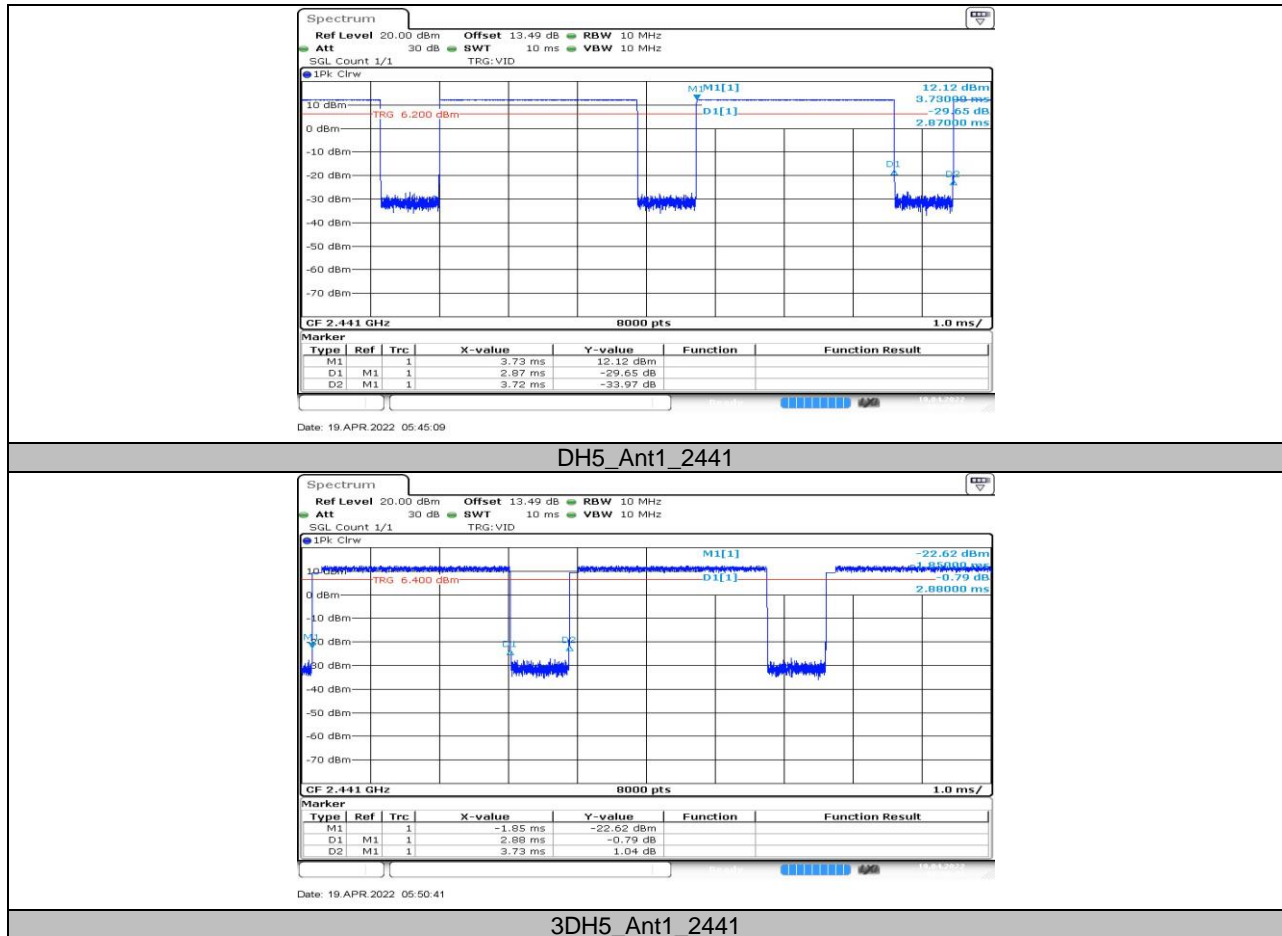 Spectrum
Ref Level 20.00 dBm Offset 13.49 dB RBW 10 MHz
Att 30 dB SWT 10 ms VBW 10 MHz
SGL Count 1/1 TRG:VID
1Pk Clrw
M1 M1[1] 12.12 dBm
3.73000 ms
10 dBm
TRG 6.200 dBm
D1[1] -29.65 dB
2.87000 ms
0 dBm
-10 dBm
D1
-20 dBm
D2
-30 dBm
-40 dBm
-50 dBm
-60 dBm
-70 dBm
CF 2.441 GHz 8000 pts 1.0 ms/
Marker
Type Ref Trc X-value Y-value Function Function Result
M1 1 3.73 ms 12.12 dBm
D1 M1 1 2.87 ms -29.65 dB
D2 M1 1 3.72 ms -33.97 dB
Date: 19.APR.2022 05:45:09
DH5_Ant1_2441
Spectrum
Ref Level 20.00 dBm Offset 13.49 dB RBW 10 MHz
Att 30 dB SWT 10 ms VBW 10 MHz
SGL Count 1/1 TRG:VID
1Pk Clrw
M1[1] -22.62 dBm
-1.85000 ms
10 dBm
TRG 6.400 dBm
D1[1] -0.79 dB
2.88000 ms
0 dBm
-10 dBm
M1
-20 dBm
D1
D2
-30 dBm
-40 dBm
-50 dBm
-60 dBm
-70 dBm
CF 2.441 GHz 8000 pts 1.0 ms/
Marker
Type Ref Trc X-value Y-value Function Function Result
M1 1 -1.85 ms -22.62 dBm
D1 M1 1 2.88 ms -0.79 dB
D2 M1 1 3.73 ms 1.04 dB
Date: 19.APR.2022 05:50:41
3DH5_Ant1_2441